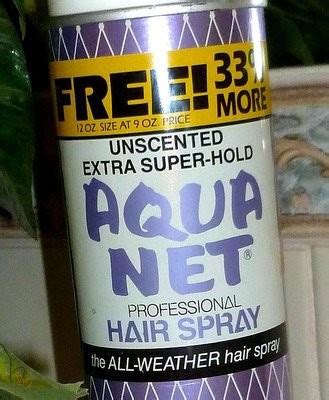 FREE! 33% MORE
12 OZ. SIZE AT 9 OZ. PRICE
UNSCENTED
EXTRA SUPER-HOLD
AQUA
NET®
PROFESSIONAL
HAIR SPRAY
the ALL-WEATHER hair spray